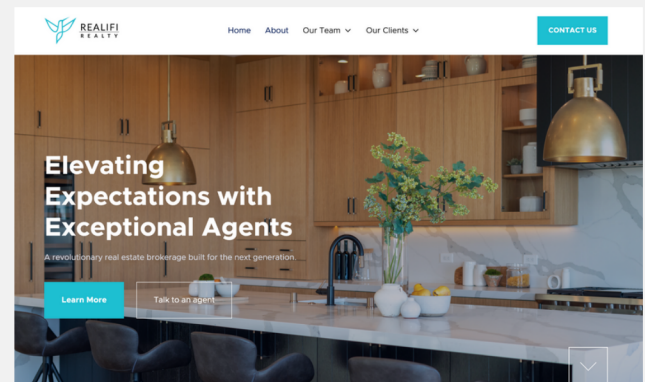 REALIFI
REALTY
Home About Our Team Our Clients
CONTACT US
Elevating
Expectations with
Exceptional Agents
A revolutionary real estate brokerage built for the next generation.
Learn More
Talk to an agent